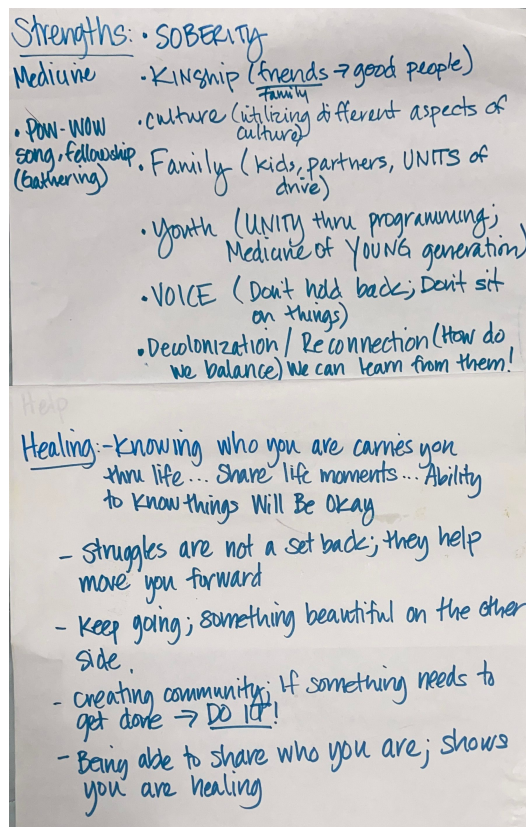 Strengths: • SOBERITY
Medicine
• POW-WOW
song, fellowship
(Gathering)
• KINSHIP (friends → good people)
family
• culture (utilizing different aspects of
culture)
• Family (kids, partners, UNITS of
drive)
• Youth (UNITY thru programming;
Medicine of YOUNG generation)
• VOICE (Don't hold back; Don't sit
on things)
• Decolonization / Reconnection (How do
we balance) We can learn from them!
Help
Healing: - Knowing who you are carries you
thru life... Share life moments... Ability
to know things Will Be Okay
- Struggles are not a set back; they help
move you forward
- Keep going; something beautiful on the other
side.
- creating community; If something needs to
get done → DO IT!
- Being able to share who you are; shows
you are healing